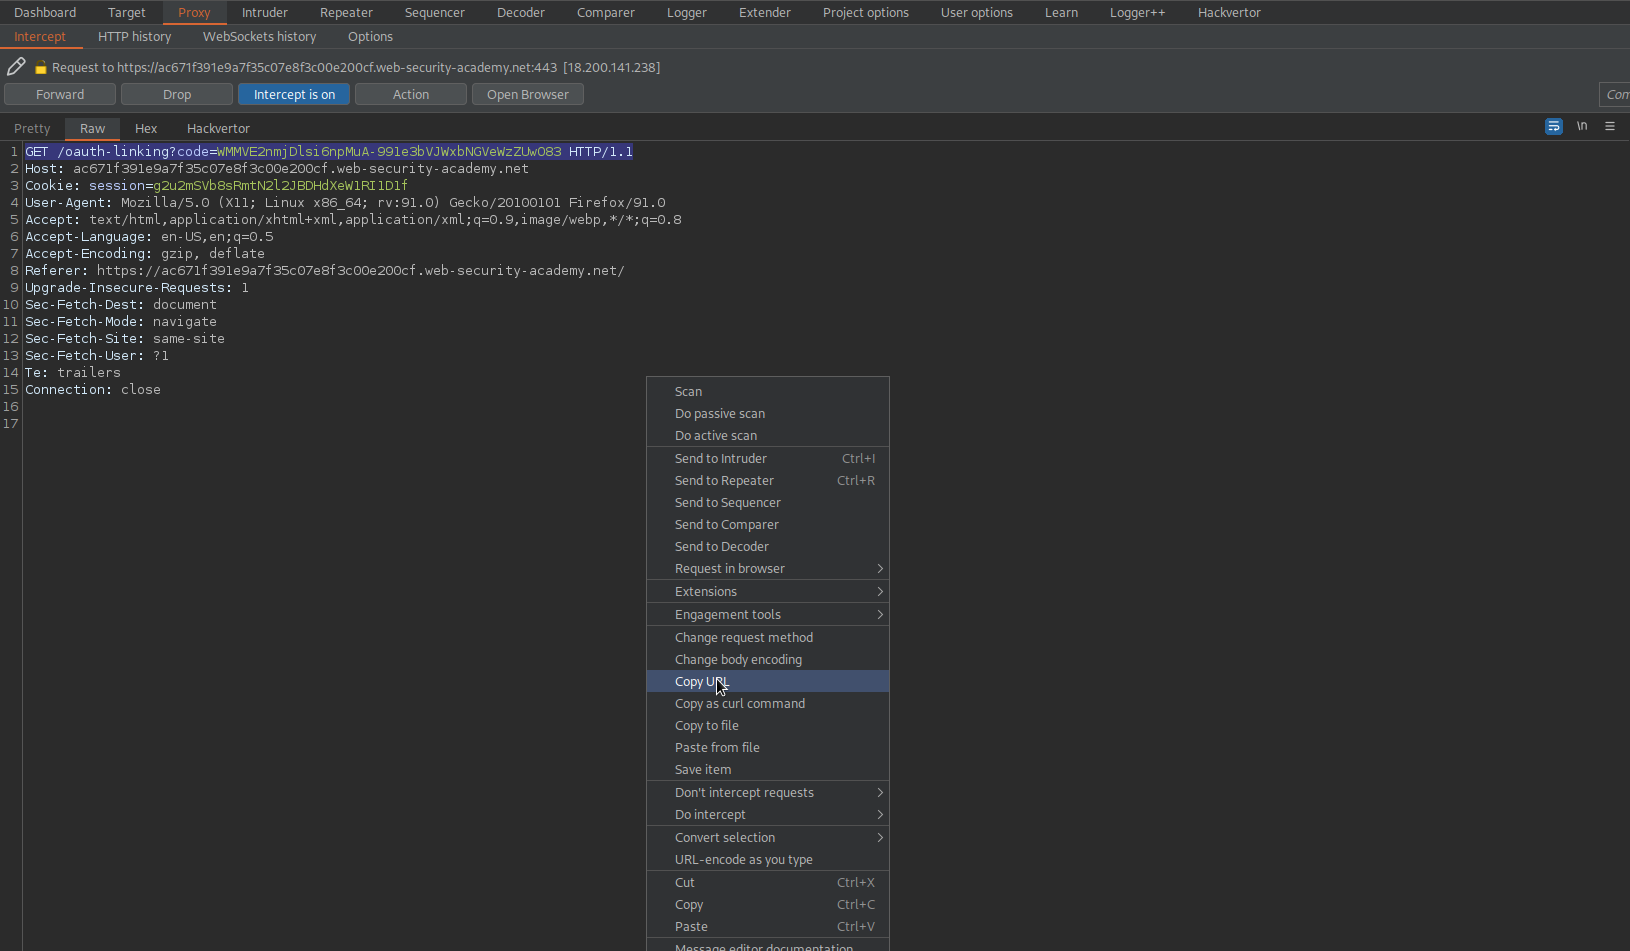 Dashboard Target Proxy Intruder Repeater Sequencer Decoder Comparer Logger Extender Project options User options Learn Logger++ Hackvertor
Intercept HTTP history WebSockets history Options
Request to https://ac671f391e9a7f35c07e8f3c00e200cf.web-security-academy.net:443 [18.200.141.238]
Forward Drop Intercept is on Action Open Browser Com
Pretty Raw Hex Hackvertor \n
1 GET /oauth-linking?code=WMMVE2nmjDlsi6npMuA-991e3bVJWxbNGVeWzZUwO83 HTTP/1.1
2 Host: ac671f391e9a7f35c07e8f3c00e200cf.web-security-academy.net
3 Cookie: session=g2u2mSVb8sRmtN2l2JBDHdXeW1RI1D1f
4 User-Agent: Mozilla/5.0 (X11; Linux x86_64; rv:91.0) Gecko/20100101 Firefox/91.0
5 Accept: text/html,application/xhtml+xml,application/xml;q=0.9,image/webp,*/*;q=0.8
6 Accept-Language: en-US,en;q=0.5
7 Accept-Encoding: gzip, deflate
8 Referer: https://ac671f391e9a7f35c07e8f3c00e200cf.web-security-academy.net/
9 Upgrade-Insecure-Requests: 1
10 Sec-Fetch-Dest: document
11 Sec-Fetch-Mode: navigate
12 Sec-Fetch-Site: same-site
13 Sec-Fetch-User: ?1
14 Te: trailers
15 Connection: close
16
17
Scan
Do passive scan
Do active scan
Send to Intruder Ctrl+I
Send to Repeater Ctrl+R
Send to Sequencer
Send to Comparer
Send to Decoder
Request in browser
Extensions
Engagement tools
Change request method
Change body encoding
Copy URL
Copy as curl command
Copy to file
Paste from file
Save item
Don't intercept requests
Do intercept
Convert selection
URL-encode as you type
Cut Ctrl+X
Copy Ctrl+C
Paste Ctrl+V
Message editor documentation